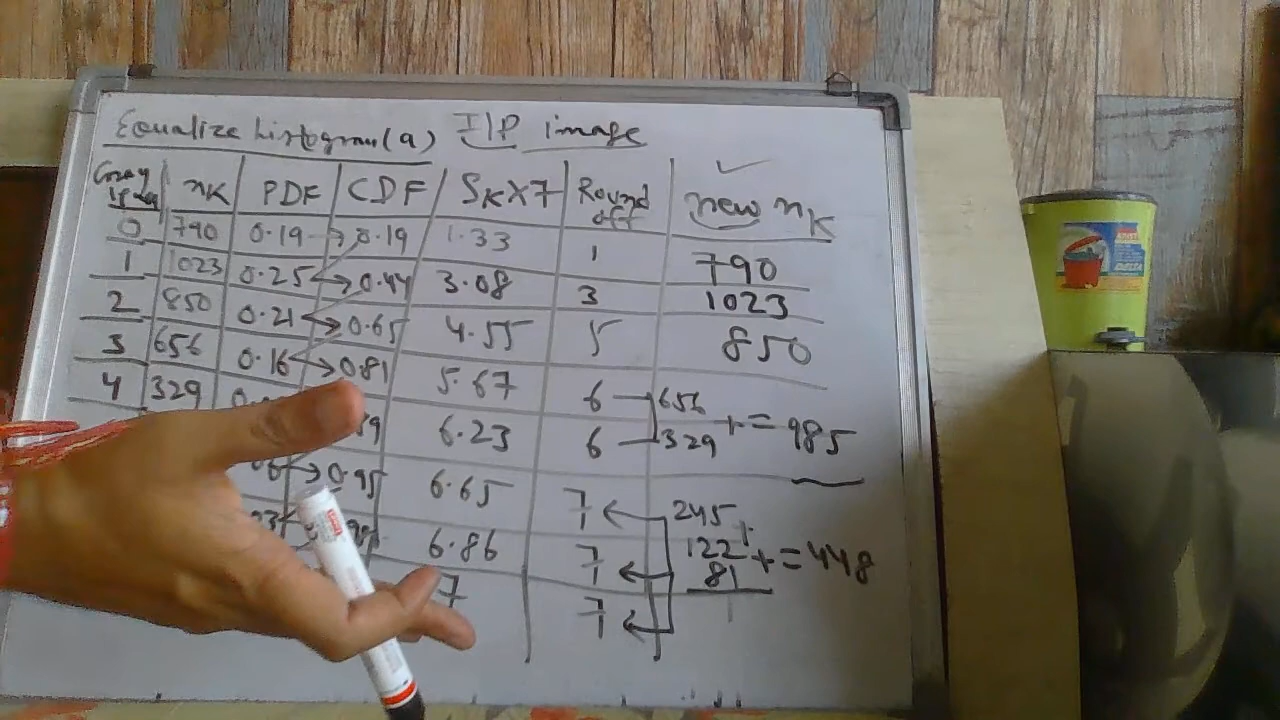 Equalize histogram(a) I/P image
Gray nK PDF CDF SKX7 Round off new nK
0 790 0.19 0.19 1.33 1 790
1 1023 0.25 0.44 3.08 3 1023
2 850 0.21 0.65 4.55 5 850
3 656 0.16 0.81 5.67 6 656
4 329 6.23 6 329 + = 985
0.95 6.65 7 245
6.86 7 122 + = 448
7 7 81